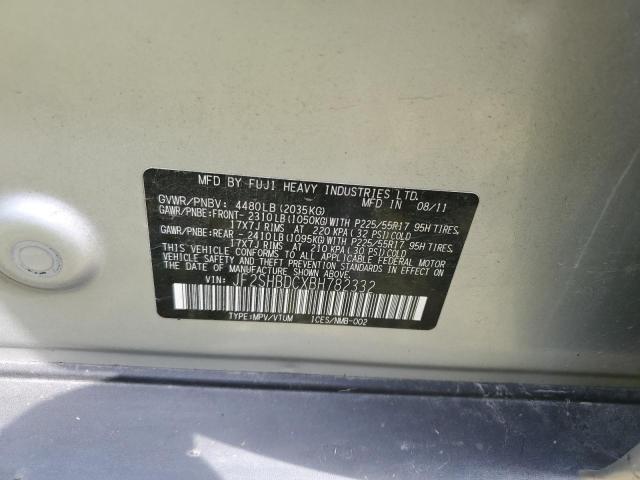 MFD BY FUJI HEAVY INDUSTRIES LTD.
GVWR/PNBV: 4480LB(2035KG) MFD IN 08/11
GAWR/PNBE:FRONT- 2310LB(1050KG)WITH P225/55R17 95H TIRES,
17X7J RIMS AT 220 KPA(32 PSI)COLD
GAWR/PNBE:REAR - 2410LB(1095KG)WITH P225/55R17 95H TIRES,
17X7J RIMS AT 210 KPA(30 PSI)COLD
THIS VEHICLE CONFORMS TO ALL APPLICABLE FEDERAL MOTOR
VEHICLE SAFETY AND THEFT PREVENTION STANDARDS IN EFFECT
ON THE DATE OF MANUFACTURE SHOWN ABOVE.
VIN: JF2SHBDCXBH782332
TYPE:MPV/VTUM ICES/NMB-002